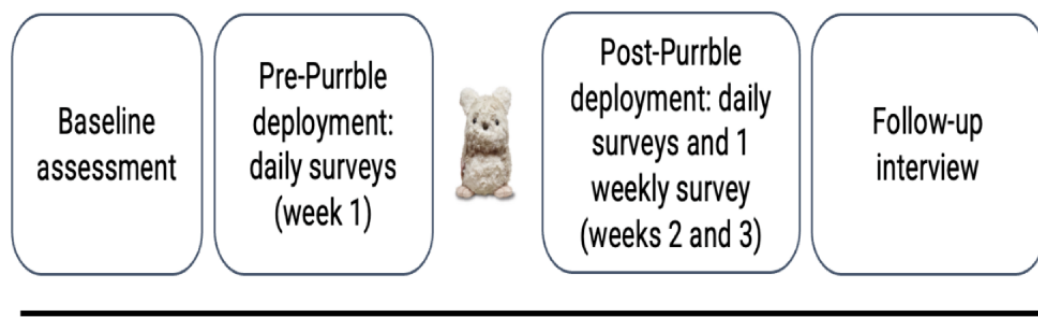 Baseline
assessment
Pre-Purrble
deployment:
daily surveys
(week 1)
Post-Purrble
deployment: daily
surveys and 1
weekly survey
(weeks 2 and 3)
Follow-up
interview